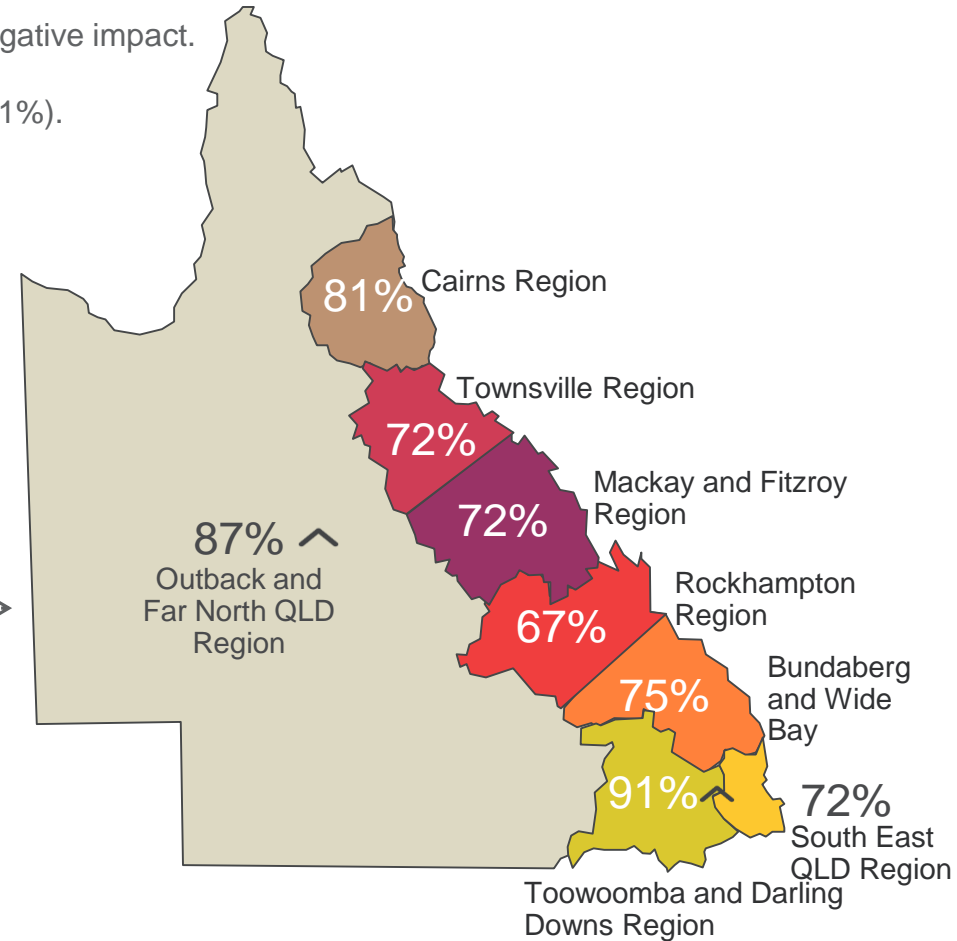 gative impact.
1%).
81%
Cairns Region
Townsville Region
72%
Mackay and Fitzroy
Region
72%
87%
Outback and
Far North QLD
Region
Rockhampton
Region
67%
Bundaberg
and Wide
Bay
75%
91%
72%
South East
QLD Region
Toowoomba and Darling
Downs Region